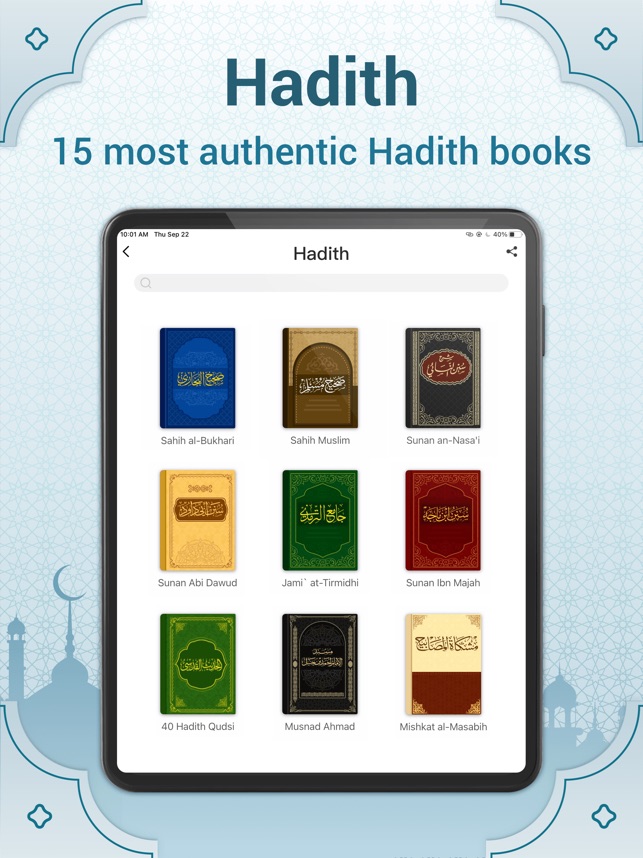 Hadith
15 most authentic Hadith books
10:01 AM Thu Sep 22
40%
Hadith
صحيح البخاري
صحيح مسلم
شرح
سنن النسائي
Sahih al-Bukhari
Sahih Muslim
Sunan an-Nasa'i
سنن أبي داود
جامع الترمذي
سنن ابن ماجه
Sunan Abi Dawud
Jami` at-Tirmidhi
Sunan Ibn Majah
الحاديث القدسي
مسند
الإمام أحمد بن حنبل
مشكاة المصابيح
40 Hadith Qudsi
Musnad Ahmad
Mishkat al-Masabih